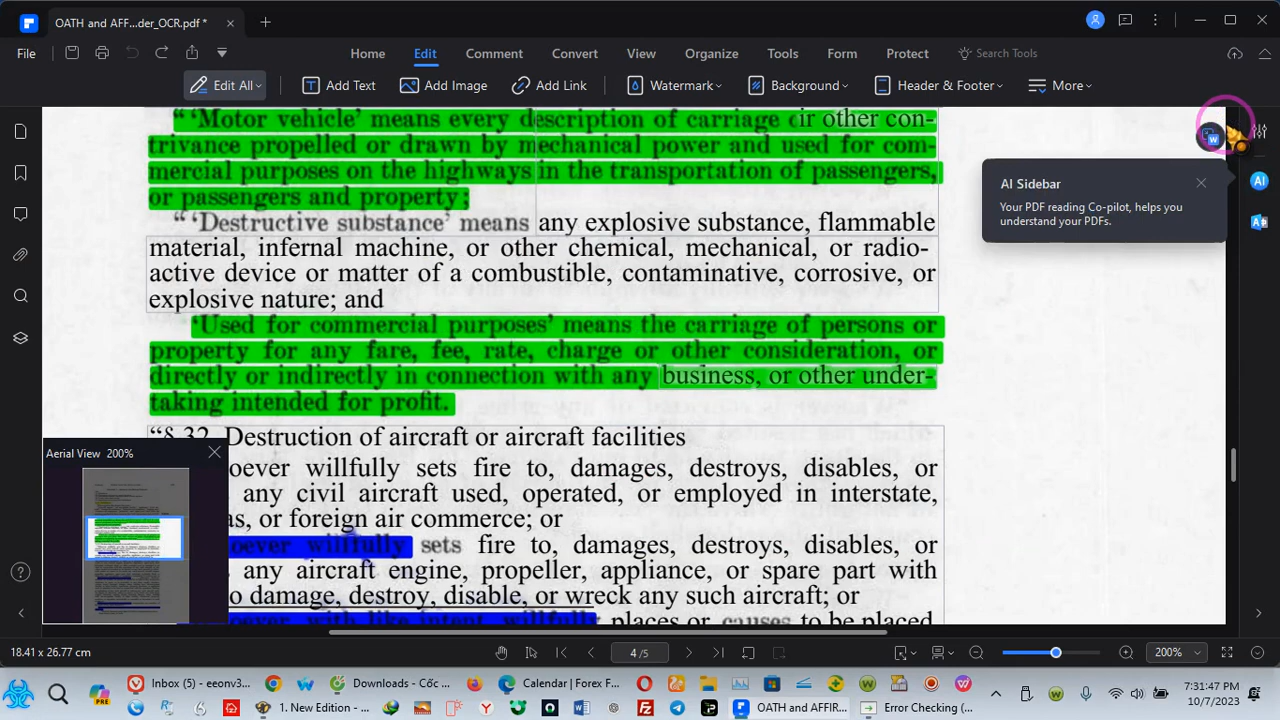 OATH and AFF...der_OCR.pdf *
File
Home Edit Comment Convert View Organize Tools Form Protect Search Tools
Edit All Add Text Add Image Add Link Watermark Background Header & Footer More
“ ‘Motor vehicle’ means every description of carriage or other con-
trivance propelled or drawn by mechanical power and used for com-
mercial purposes on the highways in the transportation of passengers,
or passengers and property;
“ ‘Destructive substance’ means any explosive substance, flammable
material, infernal machine, or other chemical, mechanical, or radio-
active device or matter of a combustible, contaminative, corrosive, or
explosive nature; and
‘Used for commercial purposes’ means the carriage of persons or
property for any fare, fee, rate, charge or other consideration, or
directly or indirectly in connection with any business, or other under-
taking intended for profit.
“§ 32. Destruction of aircraft or aircraft facilities
oever willfully sets fire to, damages, destroys, disables, or
any civil aircraft used, operated, or employed in interstate,
as, or foreign air commerce; or
oever willfully sets fire to, damages, destroys, disables, or
any aircraft engine, propeller, appliance, or spare part with
o damage, destroy, disable, or wreck any such aircraft; or
oever, with like intent, willfully places or causes to be placed
AI Sidebar
Your PDF reading Co-pilot, helps you
understand your PDFs.
AI
Aerial View 200%
18.41 x 26.77 cm 4 /5 200%
PRE Inbox (5) - eeonv3... Downloads - Cốc ... Calendar | Forex F... 7:31:47 PM
1. New Edition - ... OATH and AFFIR... Error Checking (... 10/7/2023